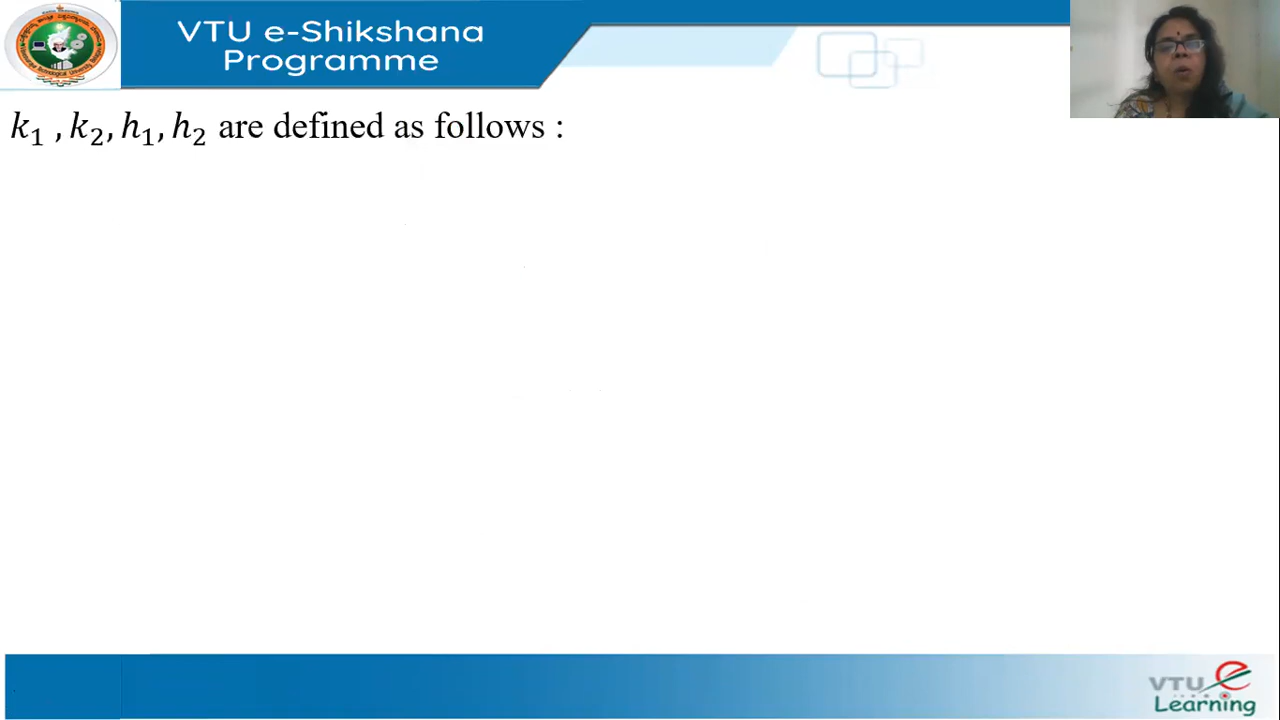 VTU e-Shikshana
Programme
k₁ , k₂, h₁, h₂ are defined as follows :
VTU e
Learning